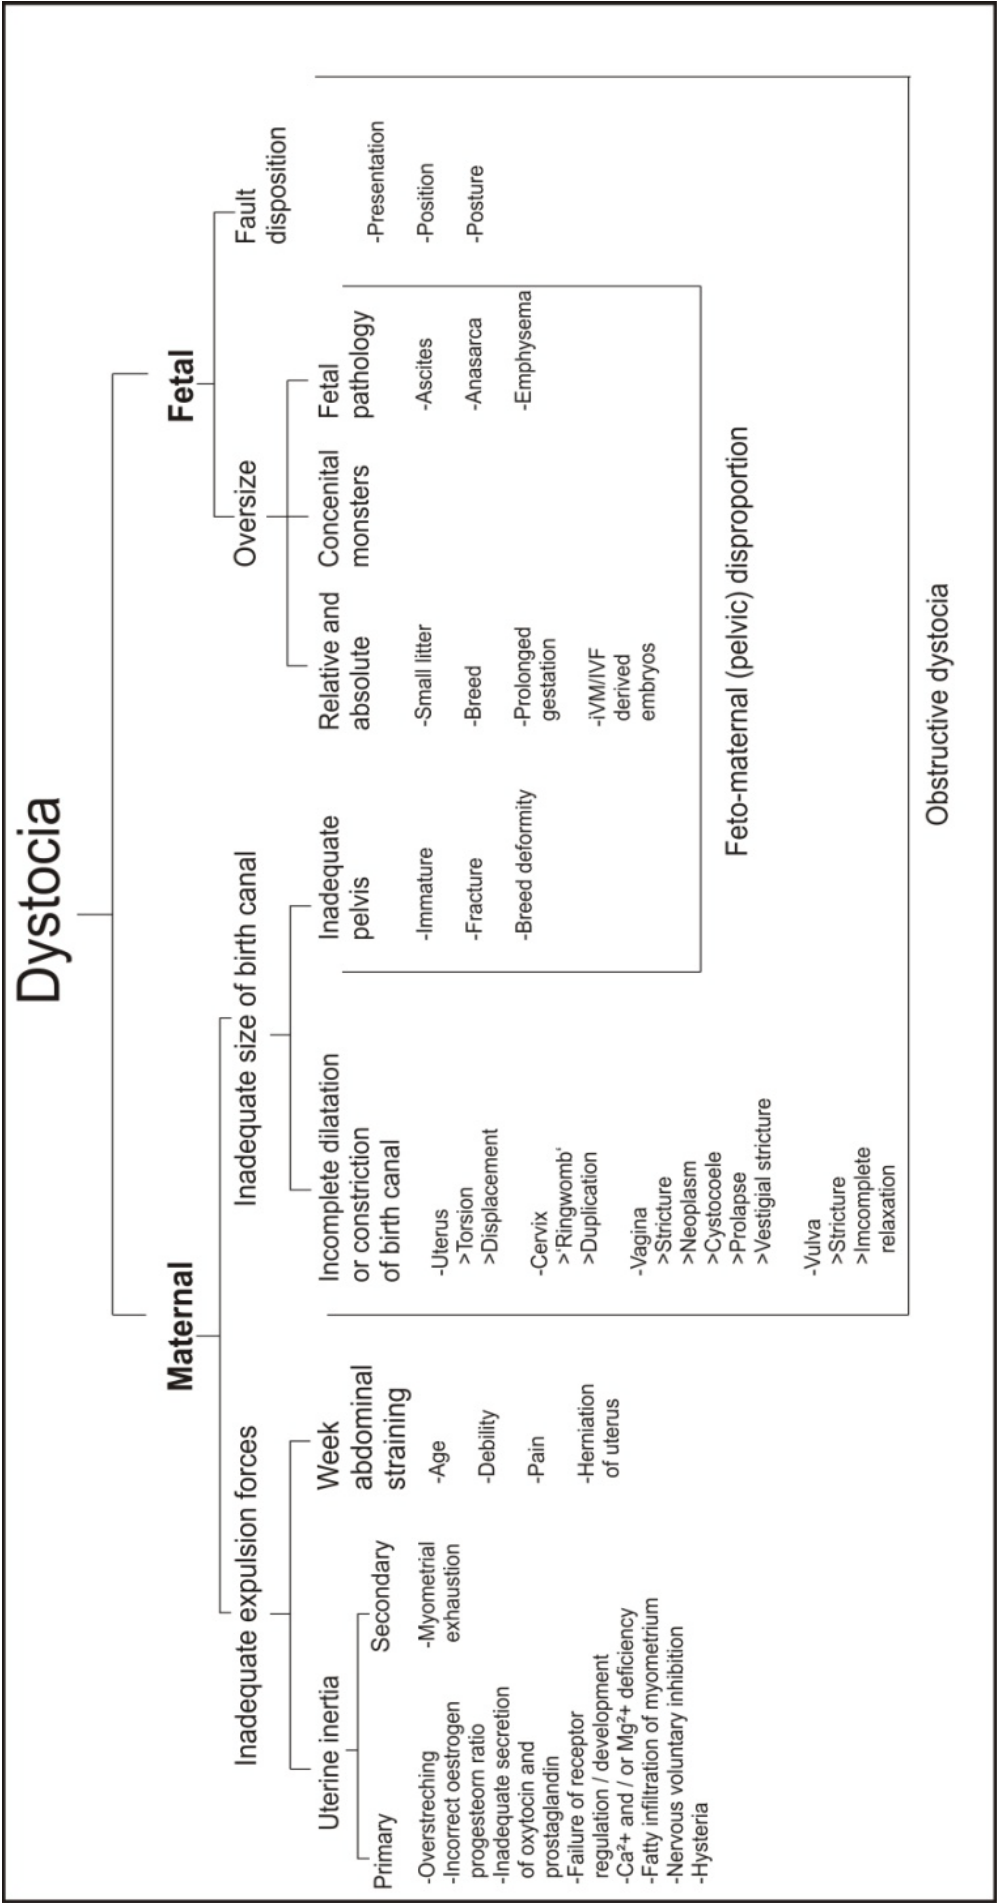 Dystocia
Maternal
Fetal
Inadequate expulsion forces
Inadequate size of birth canal
Oversize
Fault
disposition
Uterine inertia
Week
abdominal
straining
Incomplete dilatation
or constriction
of birth canal
Inadequate
pelvis
Relative and
absolute
Concenital
monsters
Fetal
pathology
Primary
Secondary
-Overstreching
-Incorrect oestrogen
progesteorn ratio
-Inadequate secretion
of oxytocin and
prostaglandin
-Failure of receptor
regulation / development
-Ca²+ and / or Mg²+ deficiency
-Fatty infiltration of myometrium
-Nervous voluntary inhibition
-Hysteria
-Myometrial
exhaustion
-Age
-Debility
-Pain
-Herniation
of uterus
-Uterus
>Torsion
>Displacement
-Cervix
>'Ringwomb'
>Duplication
-Vagina
>Stricture
>Neoplasm
>Cystocoele
>Prolapse
>Vestigial stricture
-Vulva
>Stricture
>Imcomplete
relaxation
-Immature
-Fracture
-Breed deformity
-Small litter
-Breed
-Prolonged
gestation
-iVM/IVF
derived
embryos
-Ascites
-Anasarca
-Emphysema
-Presentation
-Position
-Posture
Feto-maternal (pelvic) disproportion
Obstructive dystocia